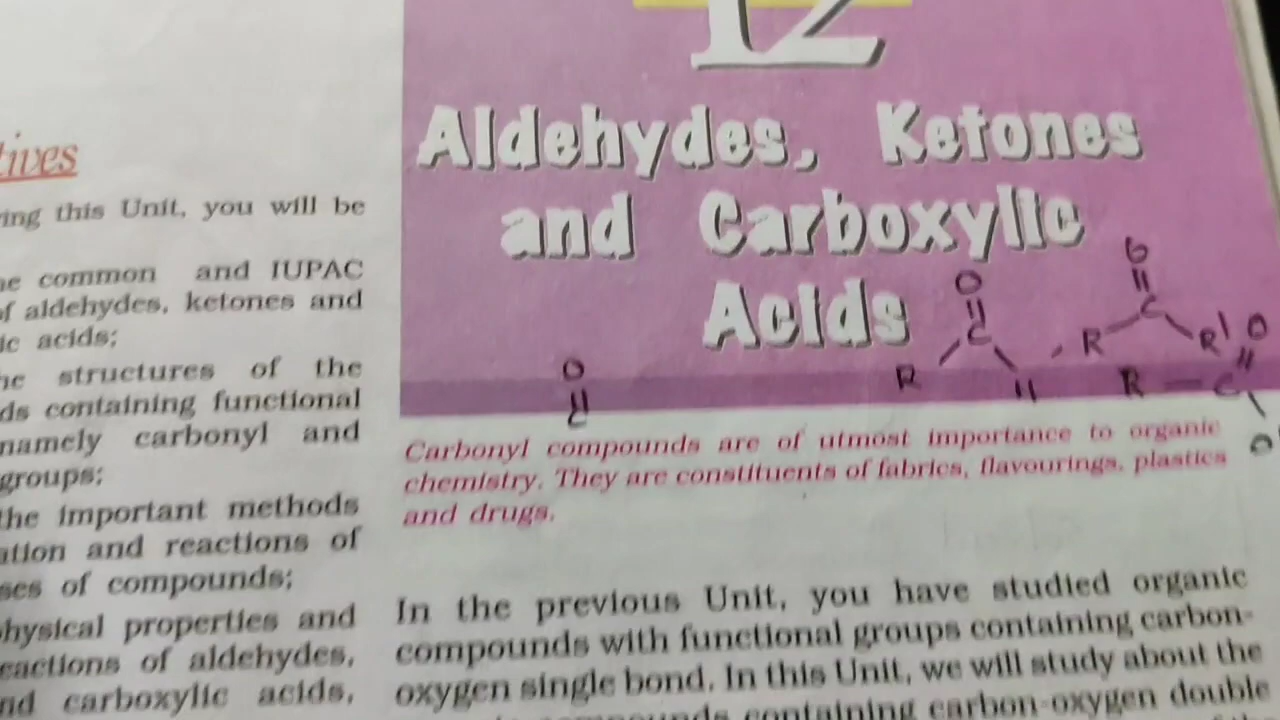 12
Aldehydes, Ketones
and Carboxylic
Acids
O
C
O
C
R
H
O
C
R
R'
O
R — C
O
Carbonyl compounds are of utmost importance to organic
chemistry. They are constituents of fabrics, flavourings, plastics
and drugs.
In the previous Unit, you have studied organic
compounds with functional groups containing carbon-
oxygen single bond. In this Unit, we will study about the
containing carbon-oxygen double
tives
ing this Unit, you will be
common and IUPAC
of aldehydes, ketones and
ic acids;
structures of the
ds containing functional
namely carbonyl and
groups;
the important methods
ation and reactions of
ses of compounds;
physical properties and
eactions of aldehydes,
nd carboxylic acids,